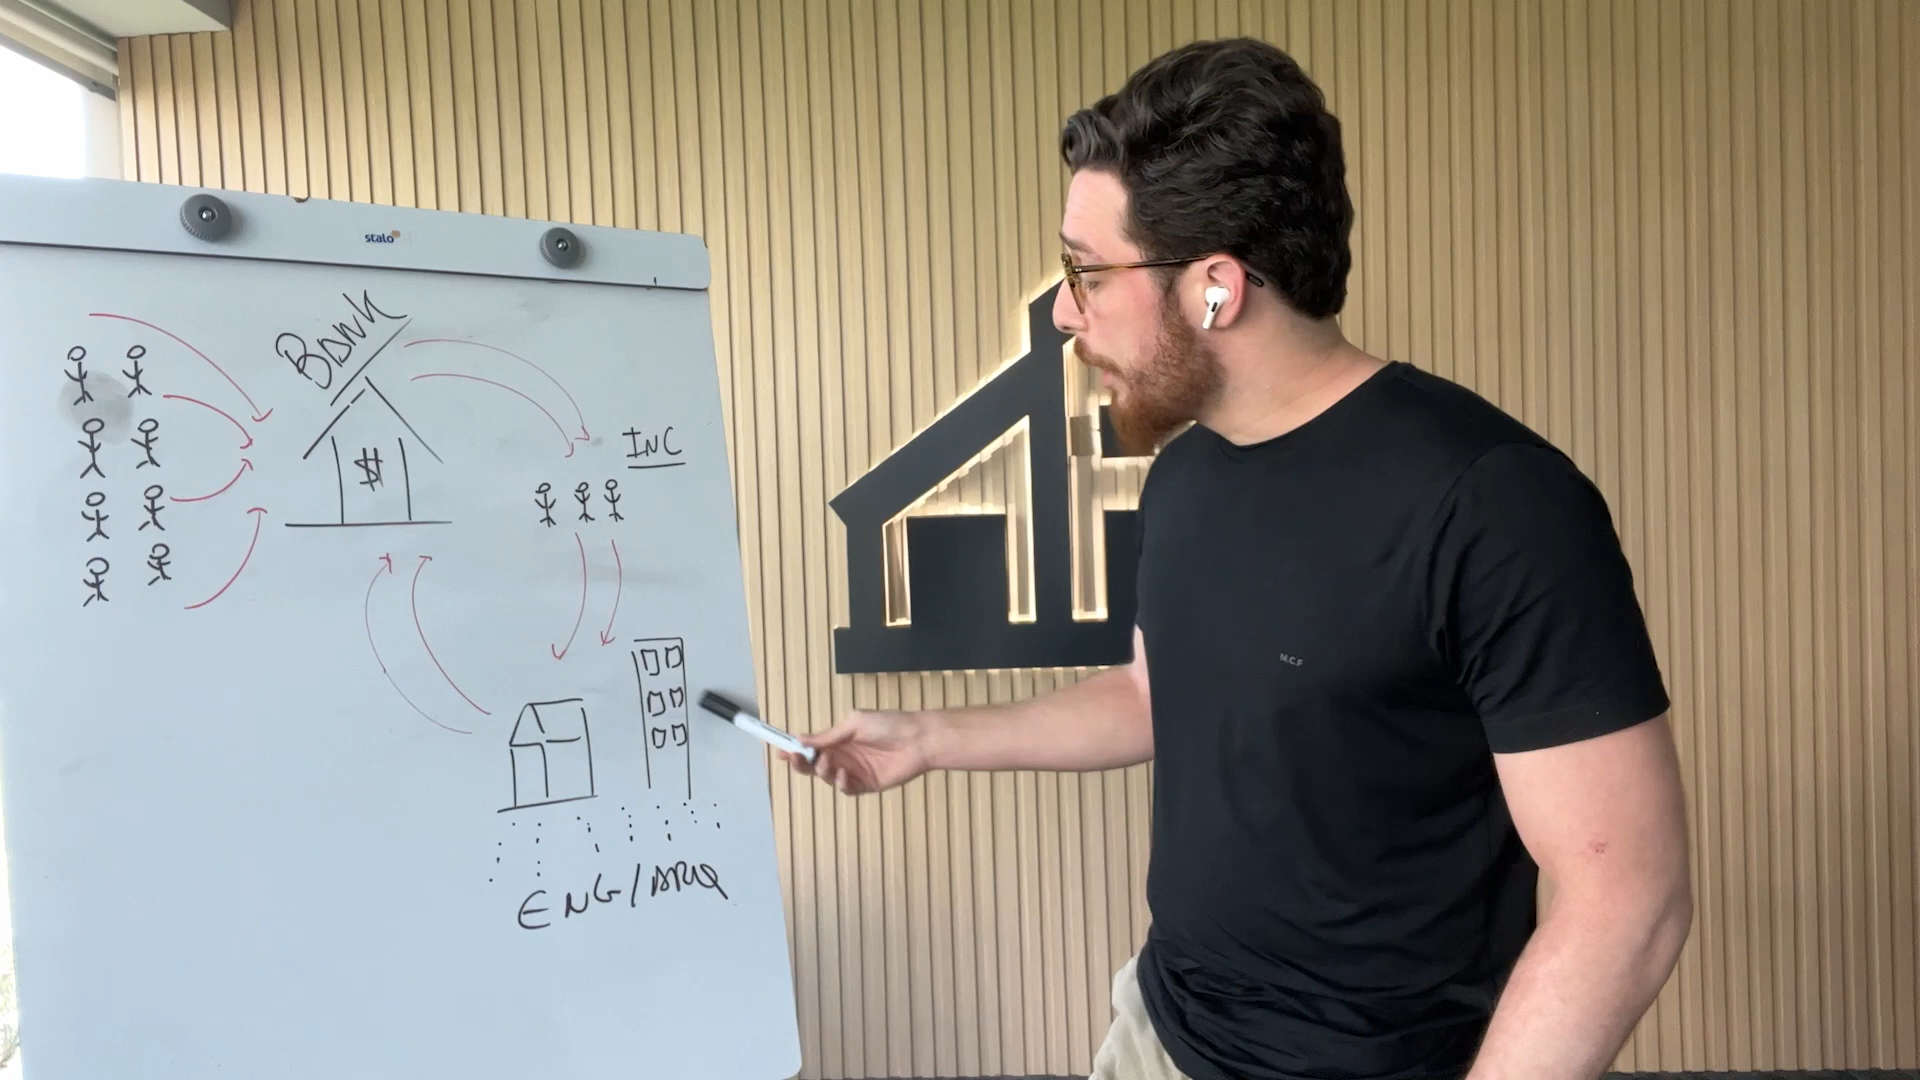 stalo
BANK
$
INC
ENG/ARQ
M.C.F